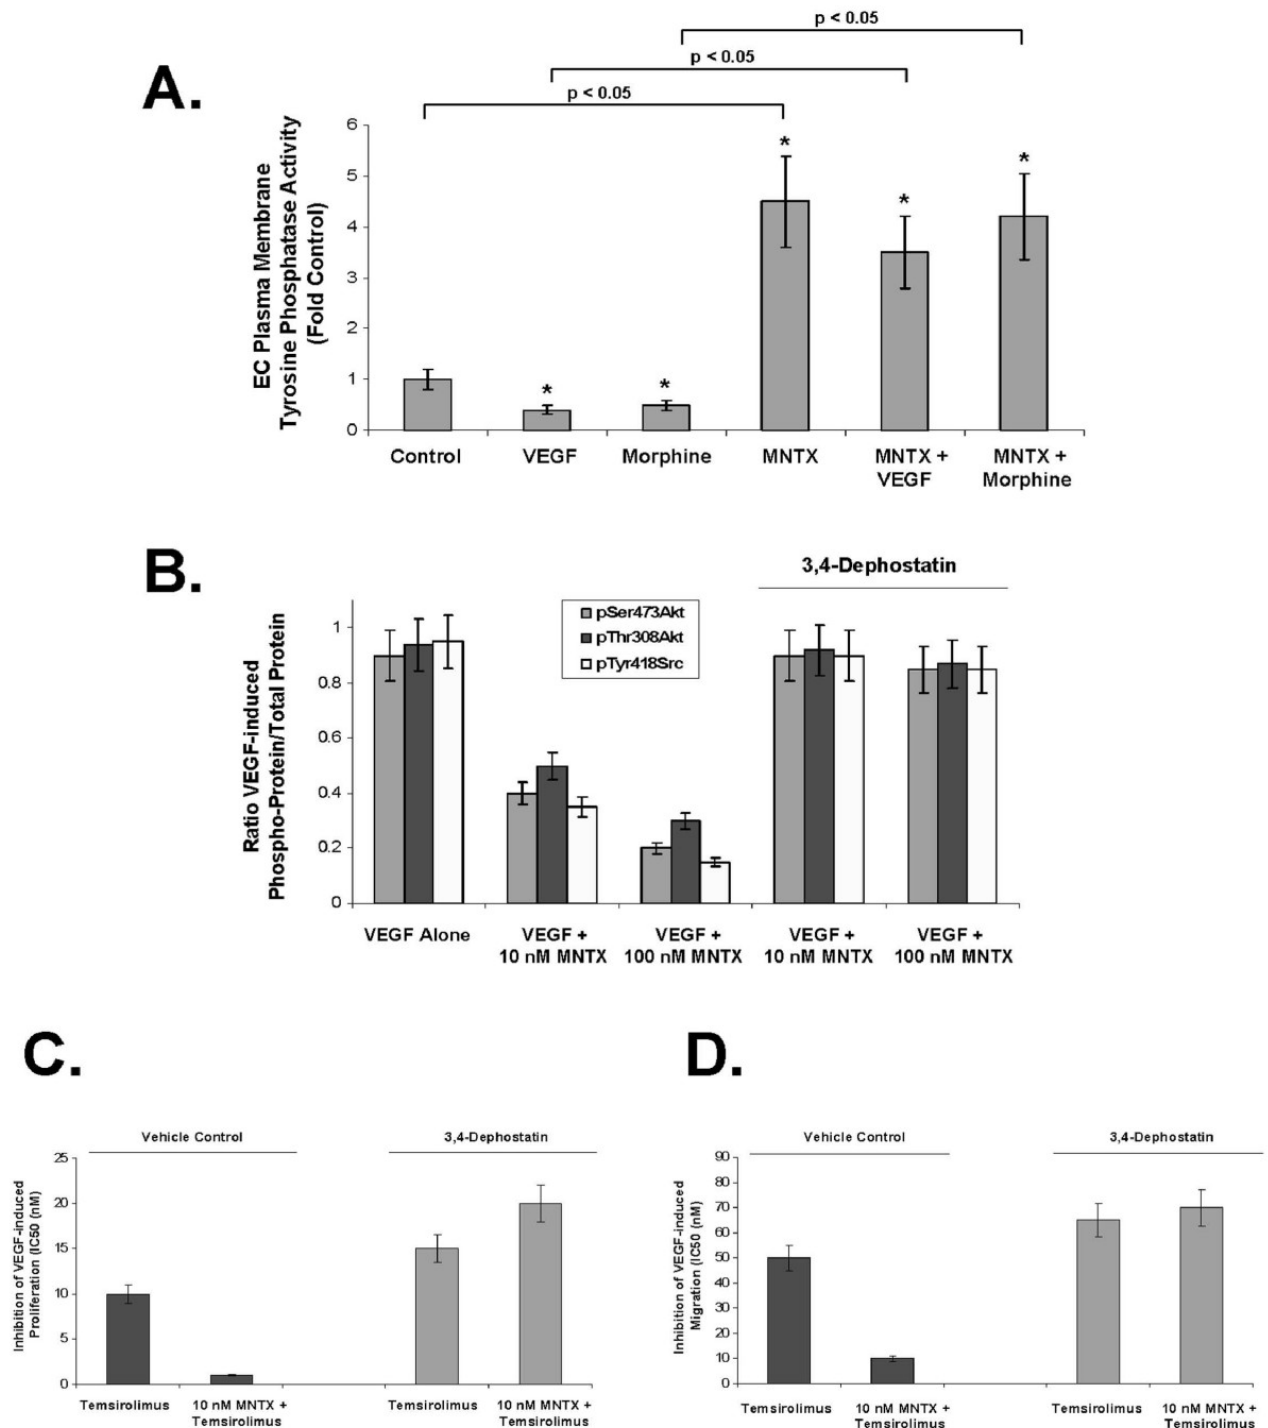 A.
p < 0.05
p < 0.05
p < 0.05
EC Plasma Membrane
Tyrosine Phosphatase Activity
(Fold Control)
6
5
4
3
2
1
0
*
*
*
*
*
Control
VEGF
Morphine
MNTX
MNTX +
VEGF
MNTX +
Morphine
B.
3,4-Dephostatin
pSer473Akt
pThr308Akt
pTyr418Src
Ratio VEGF-induced
Phospho-Protein/Total Protein
1
0.8
0.6
0.4
0.2
0
VEGF Alone
VEGF +
10 nM MNTX
VEGF +
100 nM MNTX
VEGF +
10 nM MNTX
VEGF +
100 nM MNTX
C.
Vehicle Control
3,4-Dephostatin
Inhibition of VEGF-induced
Proliferation (IC50 (nM)
25
20
15
10
5
0
Temsirolimus
10 nM MNTX +
Temsirolimus
Temsirolimus
10 nM MNTX +
Temsirolimus
D.
Vehicle Control
3,4-Dephostatin
Inhibition of VEGF-induced
Migration (IC50 (nM)
90
80
70
60
50
40
30
20
10
0
Temsirolimus
10 nM MNTX +
Temsirolimus
Temsirolimus
10 nM MNTX +
Temsirolimus